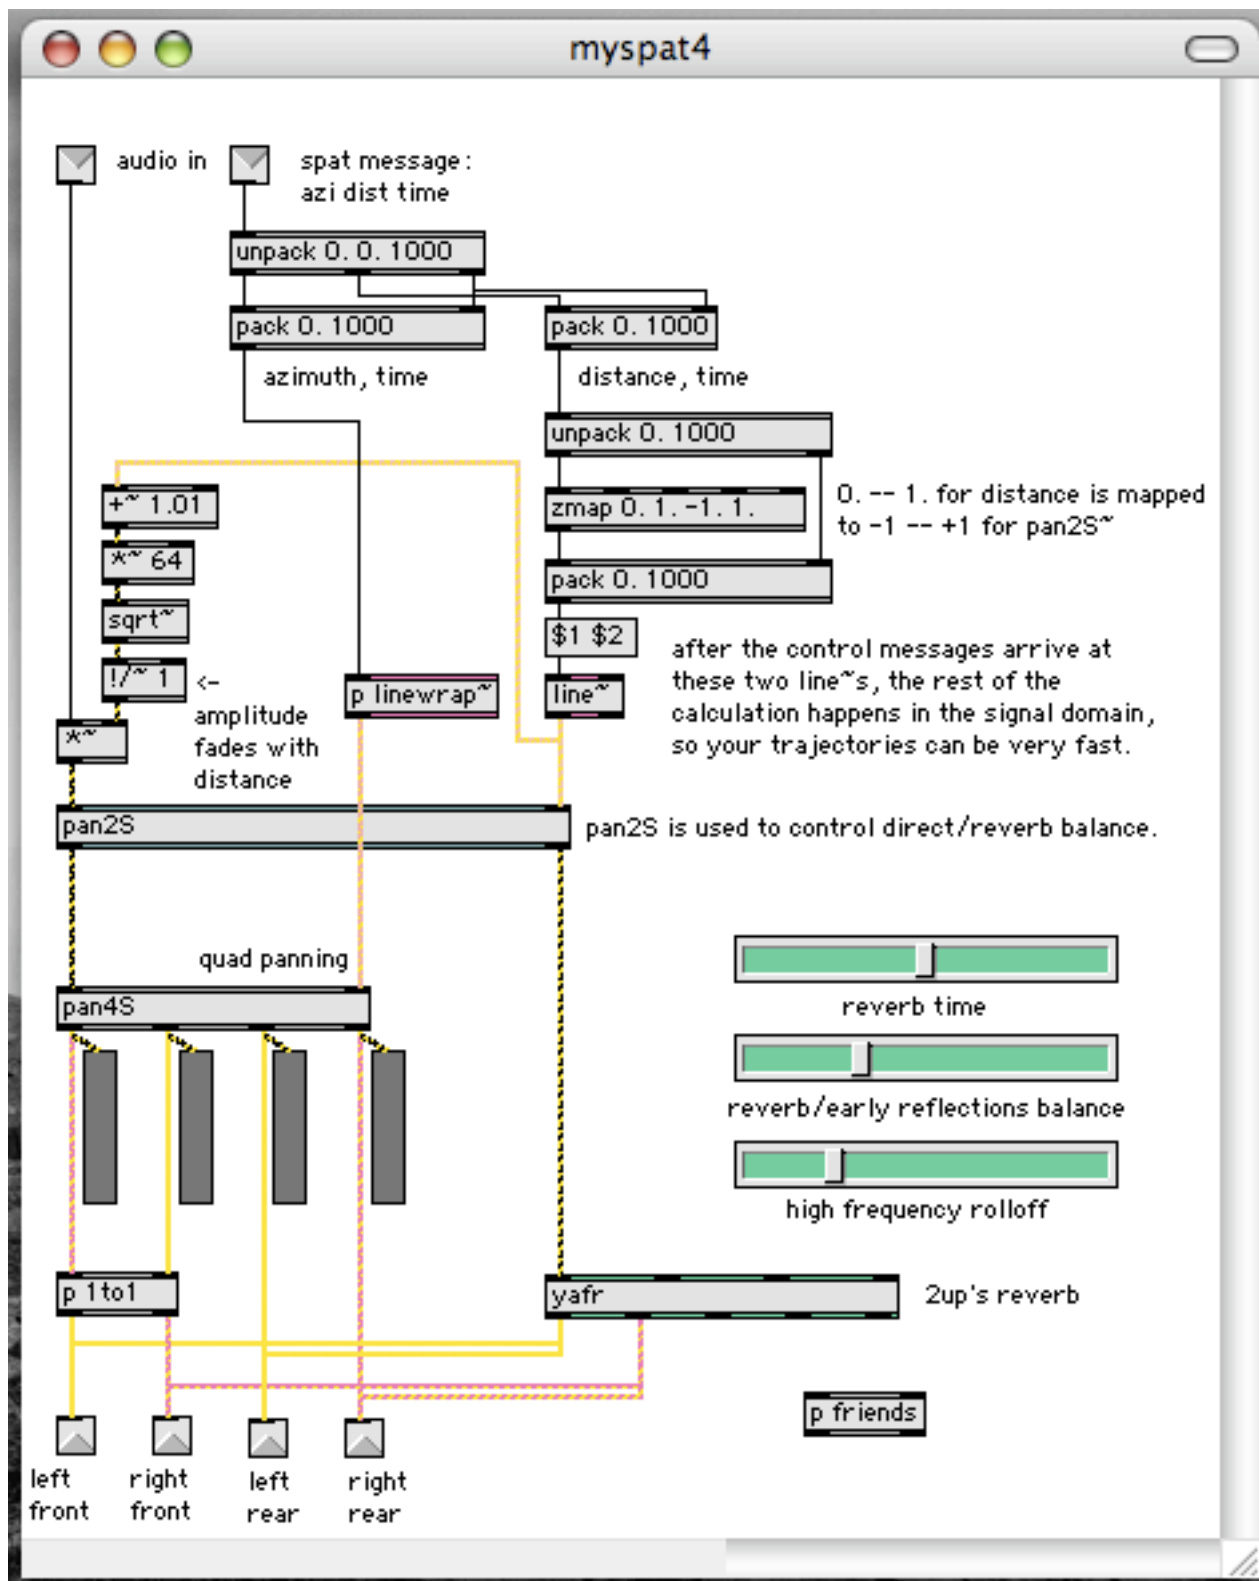 myspat4
audio in
spat message:
azi dist time
unpack 0. 0. 1000
pack 0. 1000
pack 0. 1000
azimuth, time
distance, time
unpack 0. 1000
+~ 1.01
zmap 0. 1. -1. 1.
0. -- 1. for distance is mapped
to -1 -- +1 for pan2S~
*~ 64
pack 0. 1000
sqrt~
$1 $2
after the control messages arrive at
these two line~s, the rest of the
calculation happens in the signal domain,
so your trajectories can be very fast.
!/~ 1
<-
amplitude
fades with
distance
p linewrap~
line~
*~
pan2S
pan2S is used to control direct/reverb balance.
quad panning
pan4S
reverb time
reverb/early reflections balance
high frequency rolloff
p 1to1
yafr
2up's reverb
p friends
left
front
right
front
left
rear
right
rear